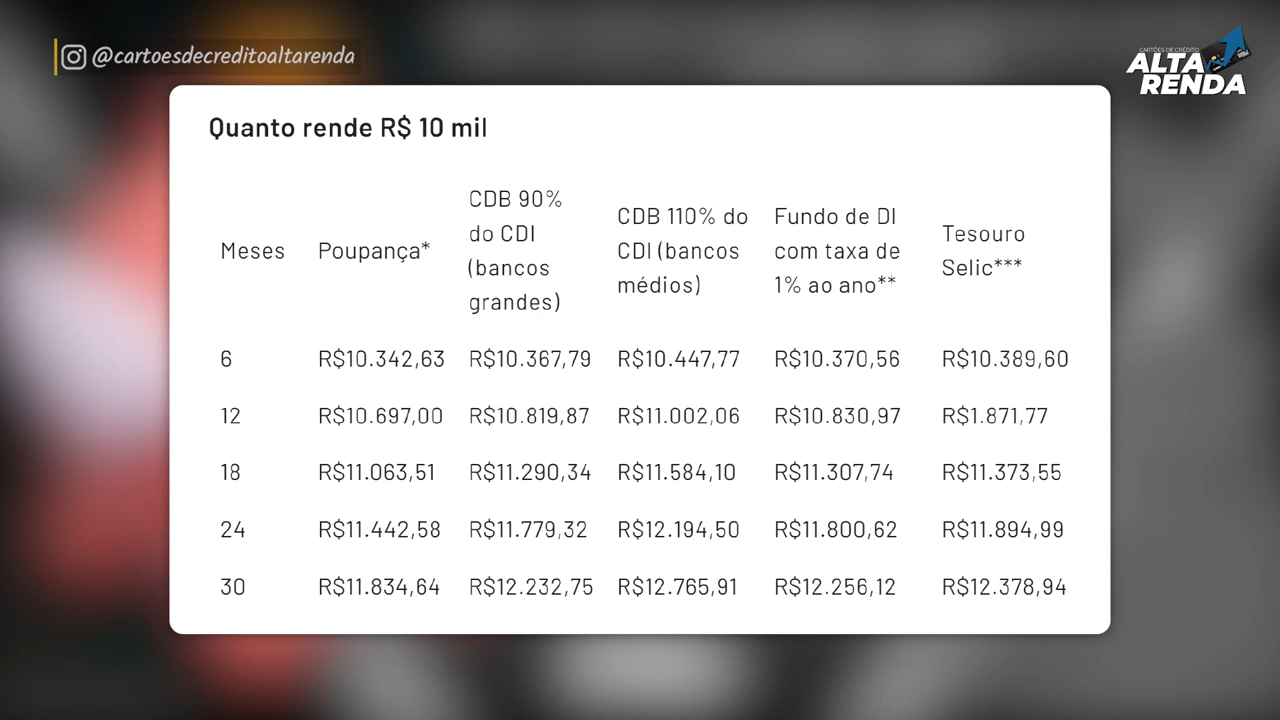 @cartoesdecreditoaltarenda
CARTÕES DE CRÉDITO
ALTA
RENDA
Quanto rende R$ 10 mil
Meses Poupança* CDB 90% do CDI (bancos grandes) CDB 110% do CDI (bancos médios) Fundo de DI com taxa de 1% ao ano** Tesouro Selic***
6 R$10.342,63 R$10.367,79 R$10.447,77 R$10.370,56 R$10.389,60
12 R$10.697,00 R$10.819,87 R$11.002,06 R$10.830,97 R$1.871,77
18 R$11.063,51 R$11.290,34 R$11.584,10 R$11.307,74 R$11.373,55
24 R$11.442,58 R$11.779,32 R$12.194,50 R$11.800,62 R$11.894,99
30 R$11.834,64 R$12.232,75 R$12.765,91 R$12.256,12 R$12.378,94